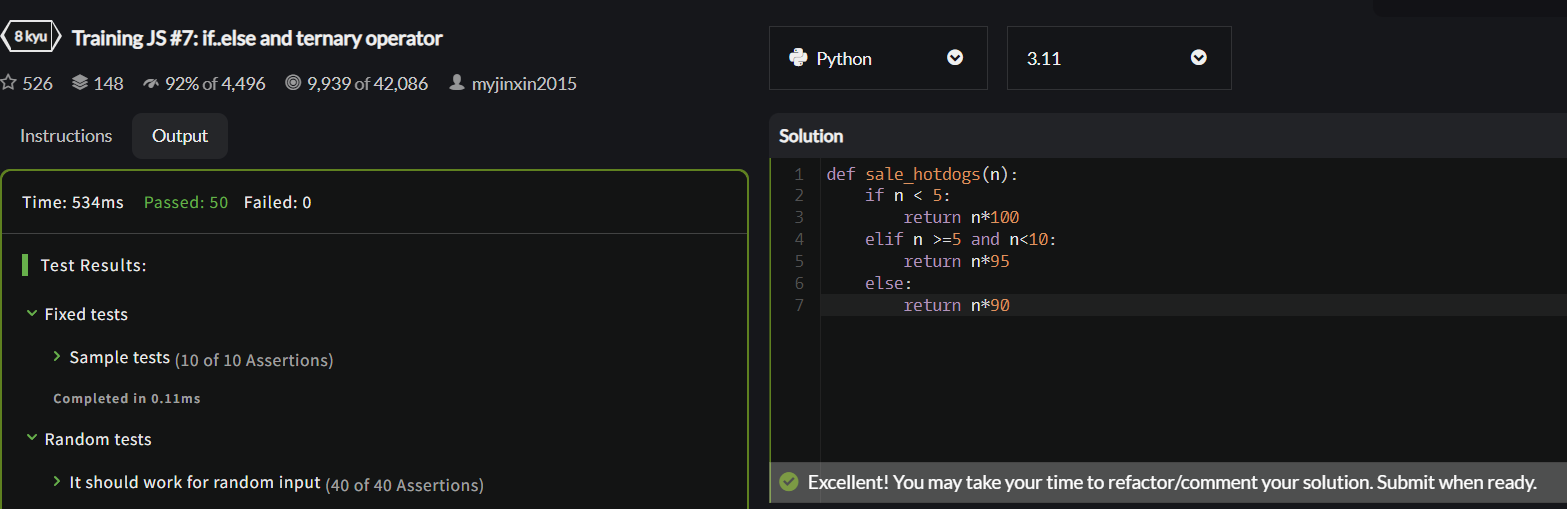 8 kyu Training JS #7: if..else and ternary operator
526 148 92% of 4,496 9,939 of 42,086 myjinxin2015
Instructions Output
Time: 534ms Passed: 50 Failed: 0
Test Results:
Fixed tests
Sample tests (10 of 10 Assertions)
Completed in 0.11ms
Random tests
It should work for random input (40 of 40 Assertions)
Python 3.11
Solution
1 def sale_hotdogs(n):
2     if n < 5:
3         return n*100
4     elif n >=5 and n<10:
5         return n*95
6     else:
7         return n*90
Excellent! You may take your time to refactor/comment your solution. Submit when ready.